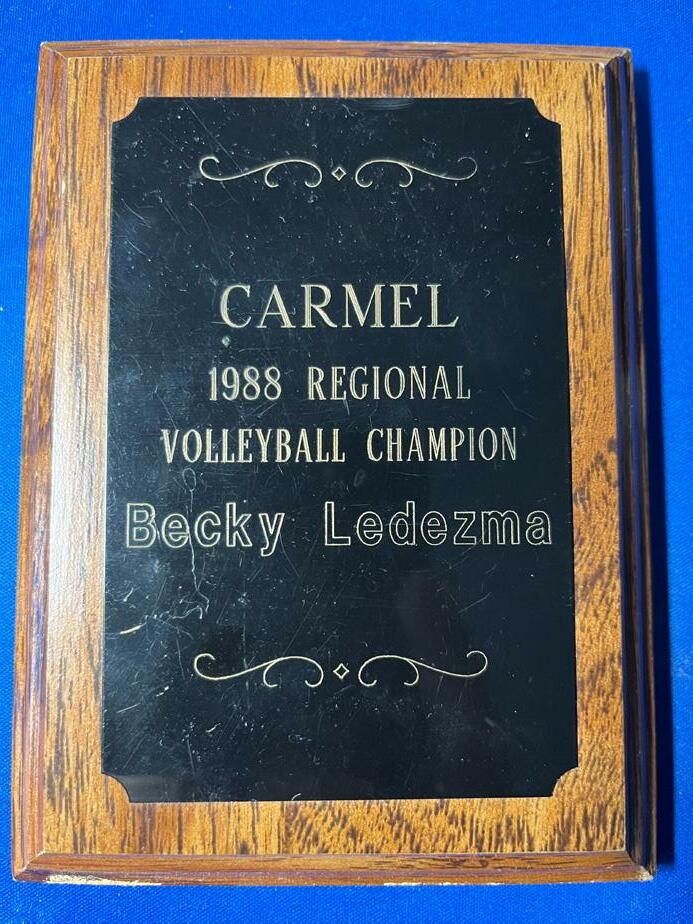 CARMEL
1988 REGIONAL
VOLLEYBALL CHAMPION
Becky Ledezma